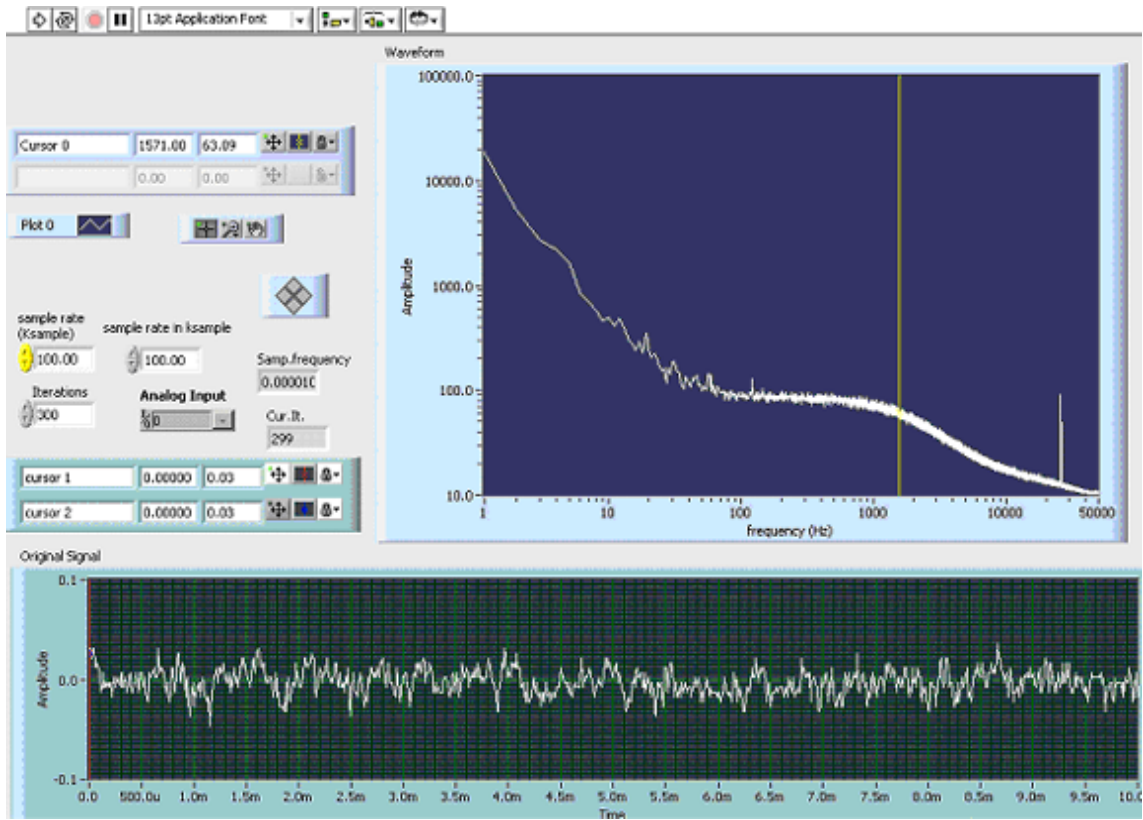 13pt Application Font
Waveform
Cursor 0 1571.00 63.09
0.00 0.00
Plot 0
sample rate
(Ksample)
100.00
sample rate in ksample
100.00
Samp.frequency
0.00001
Iterations
300
Analog Input
0
Cur.It.
299
cursor 1 0.00000 0.03
cursor 2 0.00000 0.03
Amplitude
100000.0
10000.0
1000.0
100.0
10.0
1 10 100 1000 10000 50000
frequency (Hz)
Original Signal
Amplitude
0.1
0.0
-0.1
0.0 500.0u 1.0m 1.5m 2.0m 2.5m 3.0m 3.5m 4.0m 4.5m 5.0m 5.5m 6.0m 6.5m 7.0m 7.5m 8.0m 8.5m 9.0m 9.5m 10.0
Time